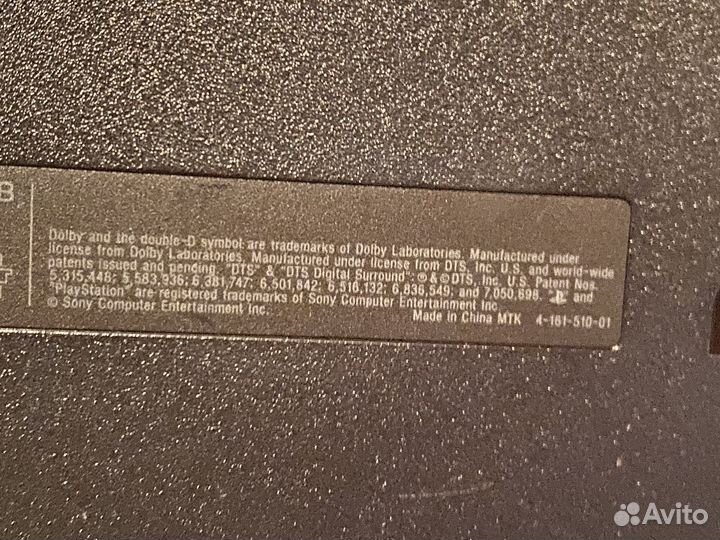 B
Dolby and the double-D symbol are trademarks of Dolby Laboratories. Manufactured under
license from Dolby Laboratories. Manufactured under license from DTS, Inc. U.S. and world-wide
patents issued and pending. "DTS" & "DTS Digital Surround": ®&©DTS, Inc. U.S. Patent Nos.
5,315,448; 5,583,936; 6,381,747; 6,501,842; 6,516,132; 6,836,549; and 7,050,698. and
"PlayStation" are registered trademarks of Sony Computer Entertainment Inc.
© Sony Computer Entertainment Inc.
Made in China MTK 4-161-510-01
Avito